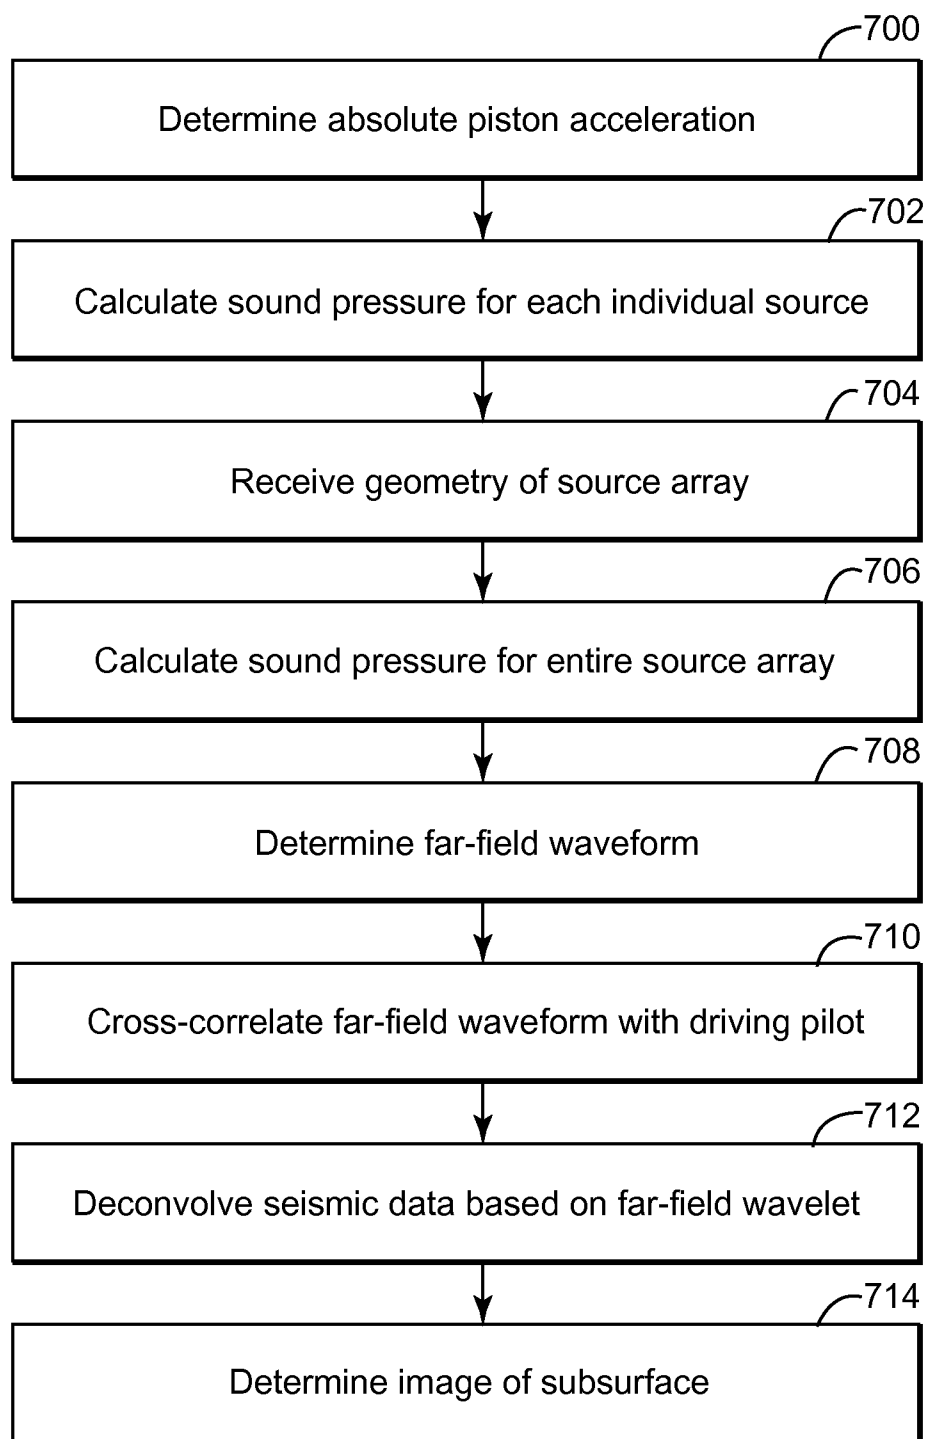 700
Determine absolute piston acceleration
702
Calculate sound pressure for each individual source
704
Receive geometry of source array
706
Calculate sound pressure for entire source array
708
Determine far-field waveform
710
Cross-correlate far-field waveform with driving pilot
712
Deconvolve seismic data based on far-field wavelet
714
Determine image of subsurface